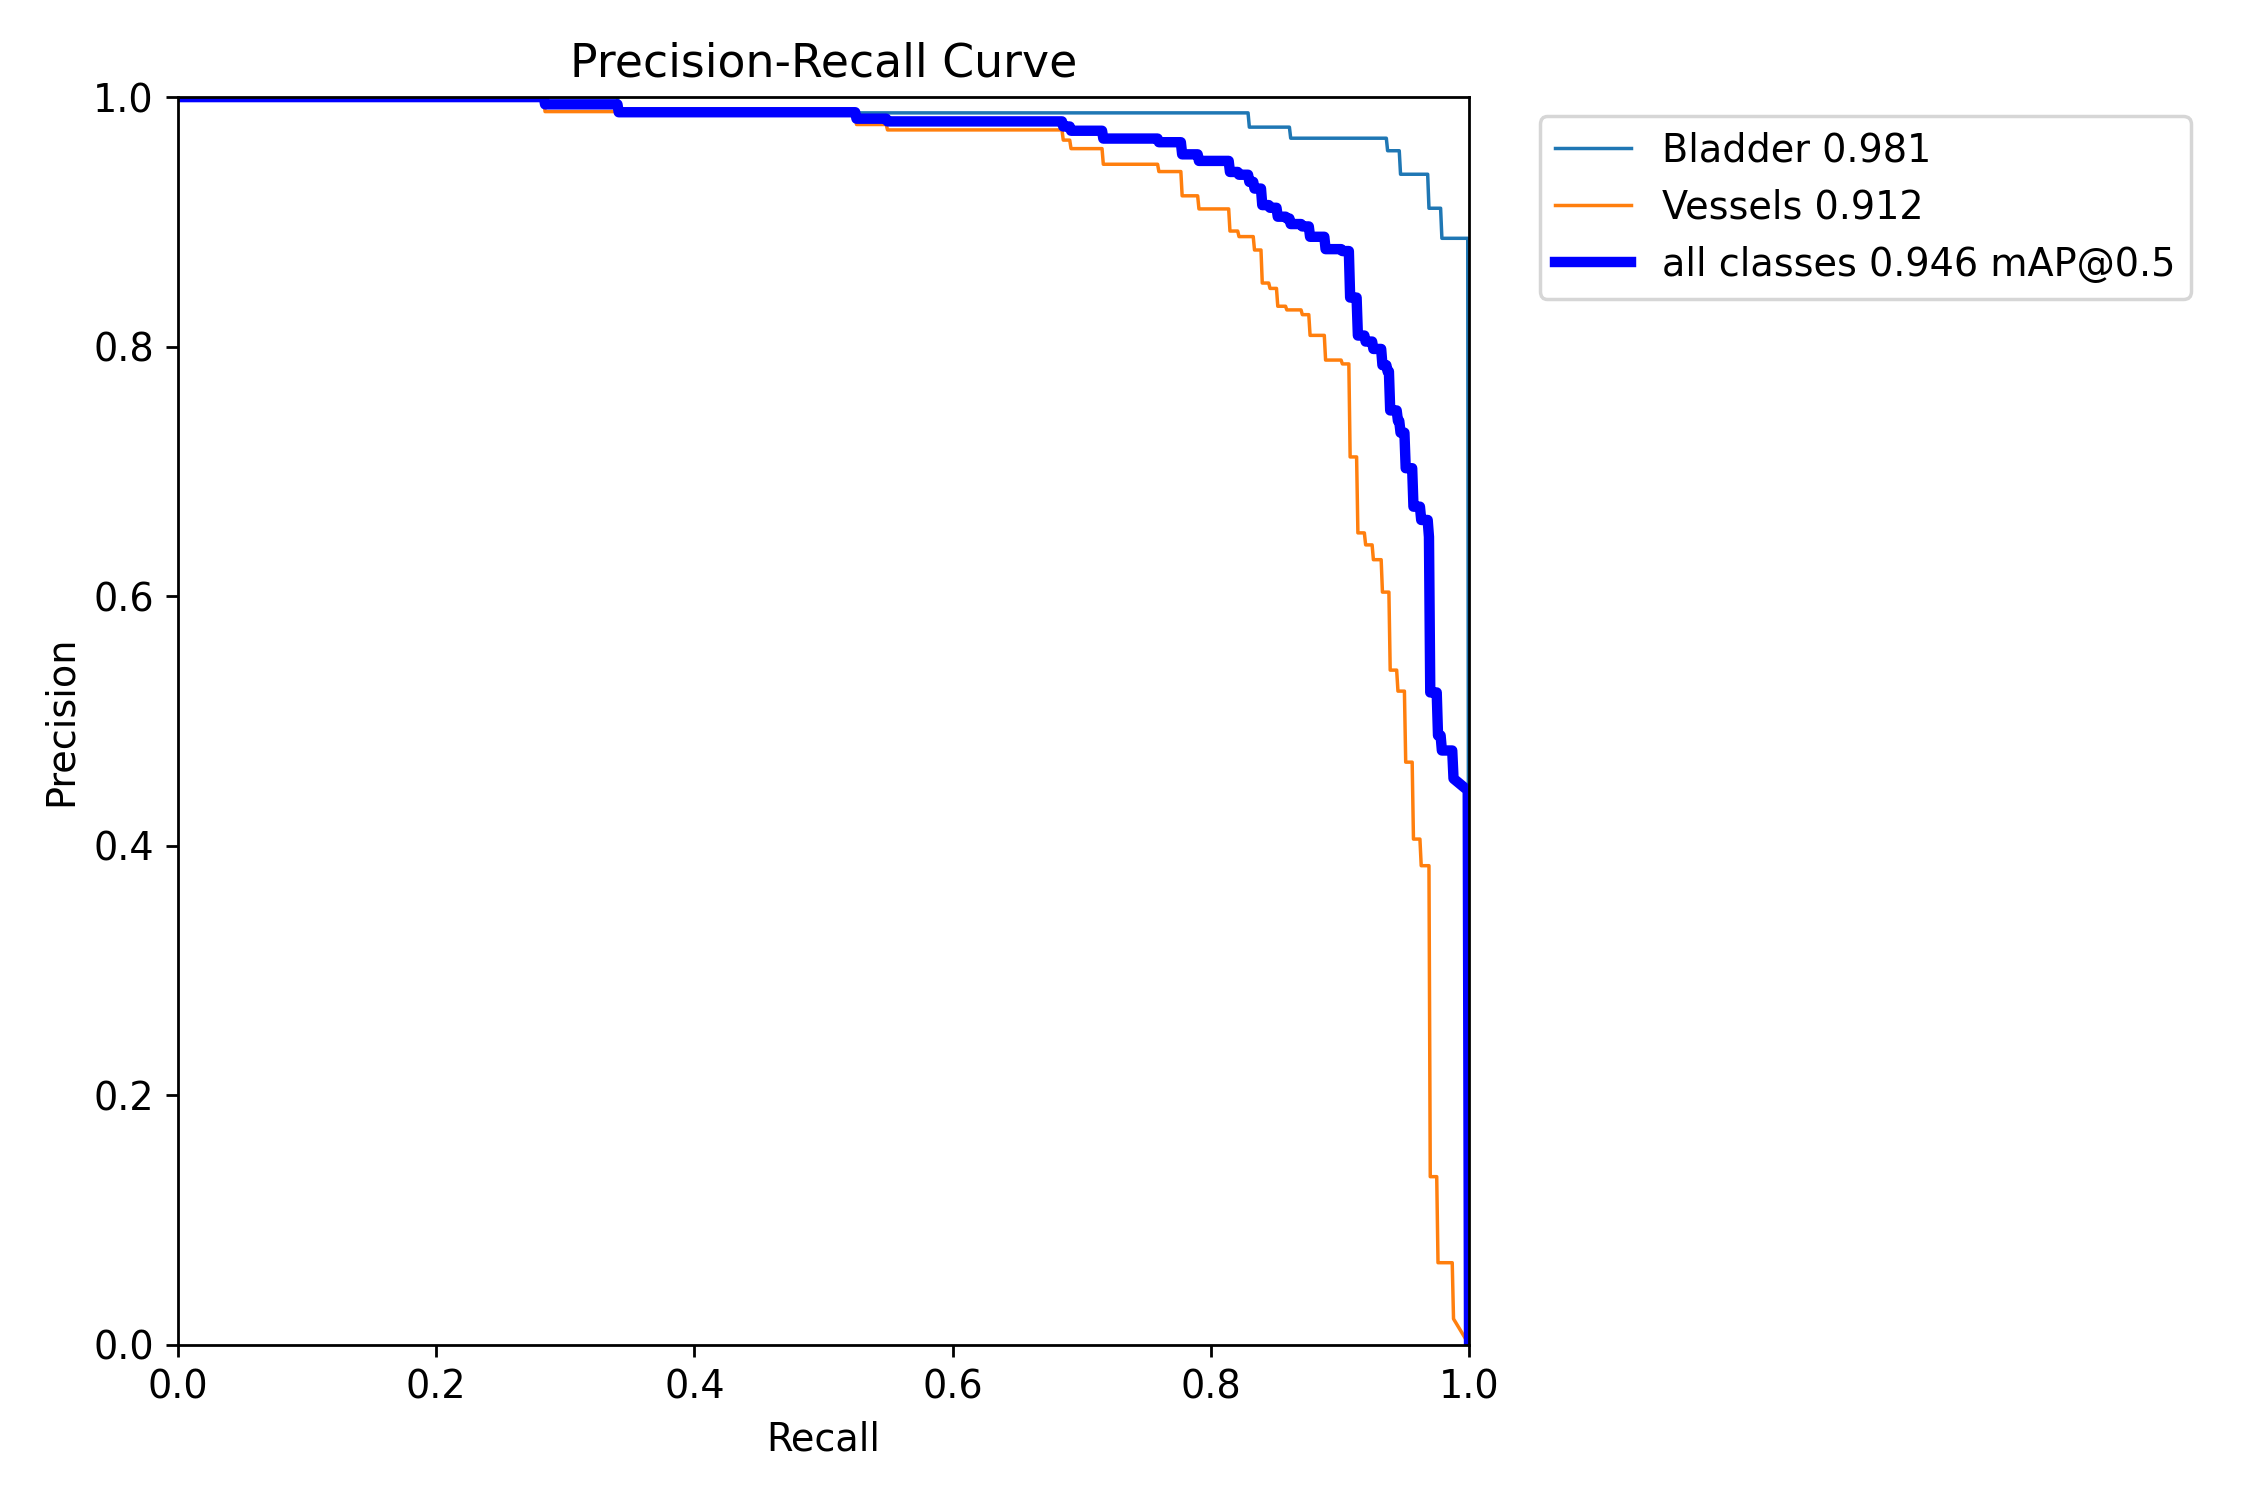 Precision-Recall Curve
1.0
0.8
0.6
0.4
0.2
0.0
Precision
0.0 0.2 0.4 0.6 0.8 1.0
Recall
Bladder 0.981
Vessels 0.912
all classes 0.946 mAP@0.5